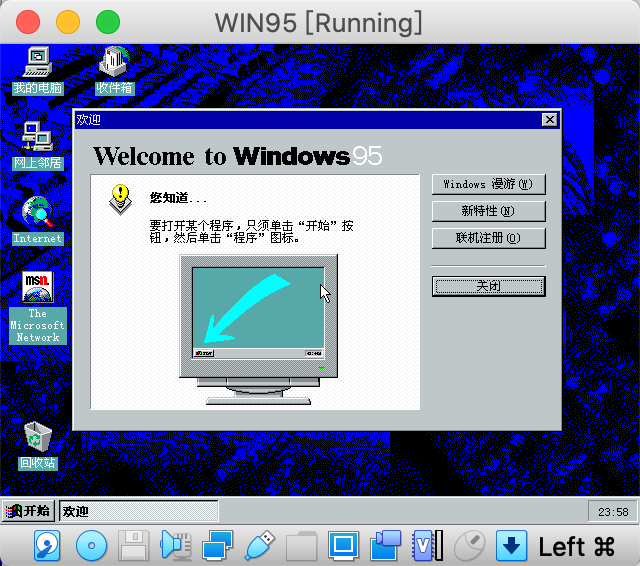 WIN95 [Running]
我的电脑
收件箱
网上邻居
Internet
msn.
The
Microsoft
Network
回收站
欢迎
Welcome to Windows 95
您知道...
要打开某个程序，只须单击“开始”按
钮，然后单击“程序”图标。
Windows 漫游(W)
新特性(N)
联机注册(O)
关闭
开始
欢迎
23:58
V
Left ⌘